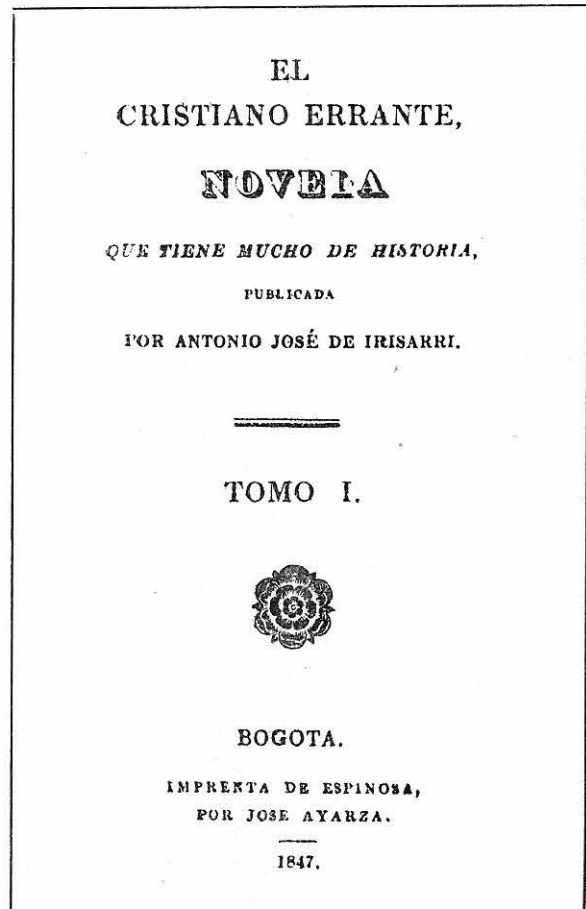 EL
CRISTIANO ERRANTE,
NOVELA
QUE TIENE MUCHO DE HISTORIA,
PUBLICADA
POR ANTONIO JOSÉ DE IRISARRI.
TOMO I.
BOGOTA.
IMPRENTA DE ESPINOSA,
POR JOSE AYARZA.
1847.